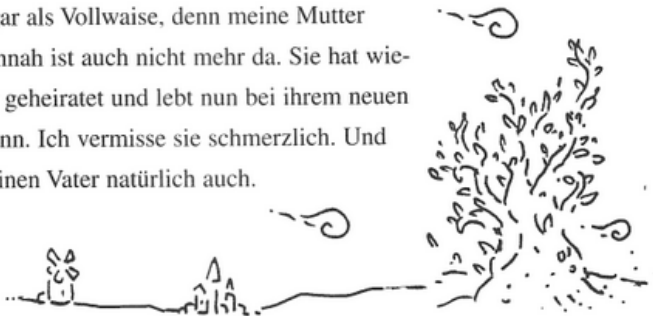 ar als Vollwaise, denn meine Mutter
nnah ist auch nicht mehr da. Sie hat wie-
geheiratet und lebt nun bei ihrem neuen
nn. Ich vermisse sie schmerzlich. Und
inen Vater natürlich auch.